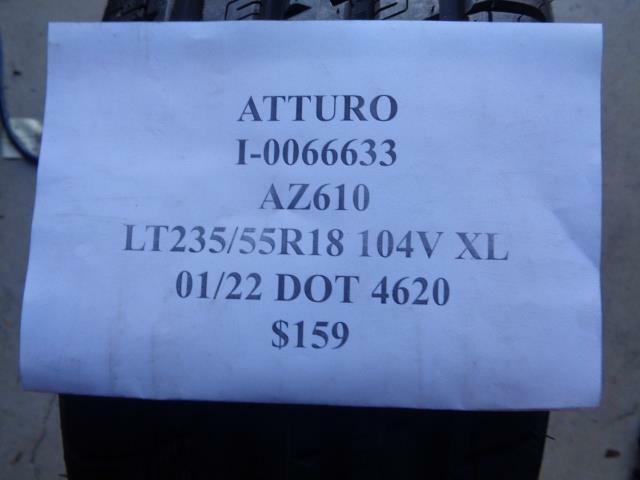 ATTURO
I-0066633
AZ610
LT235/55R18 104V XL
01/22 DOT 4620
$159